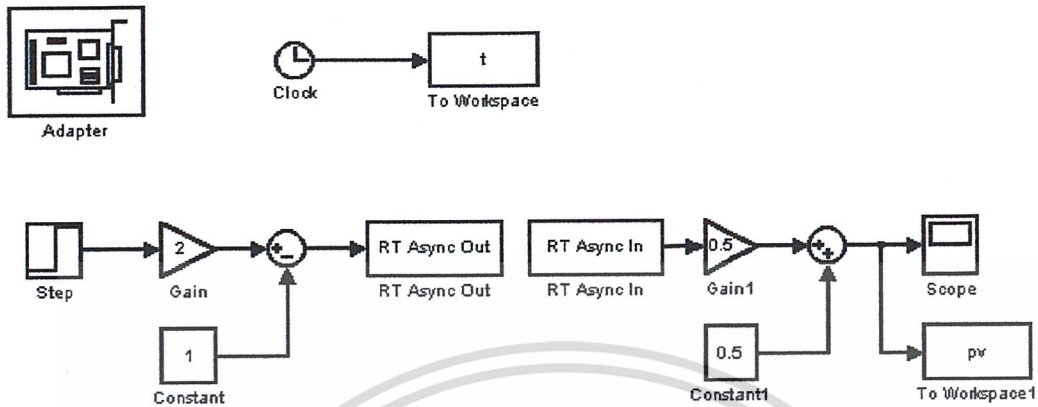 Adapter
Clock
t
To Workspace
Step
2
Gain
1
Constant
RT Async Out
RT Async Out
RT Async In
RT Async In
0.5
Gain1
0.5
Constant1
Scope
pv
To Workspace1